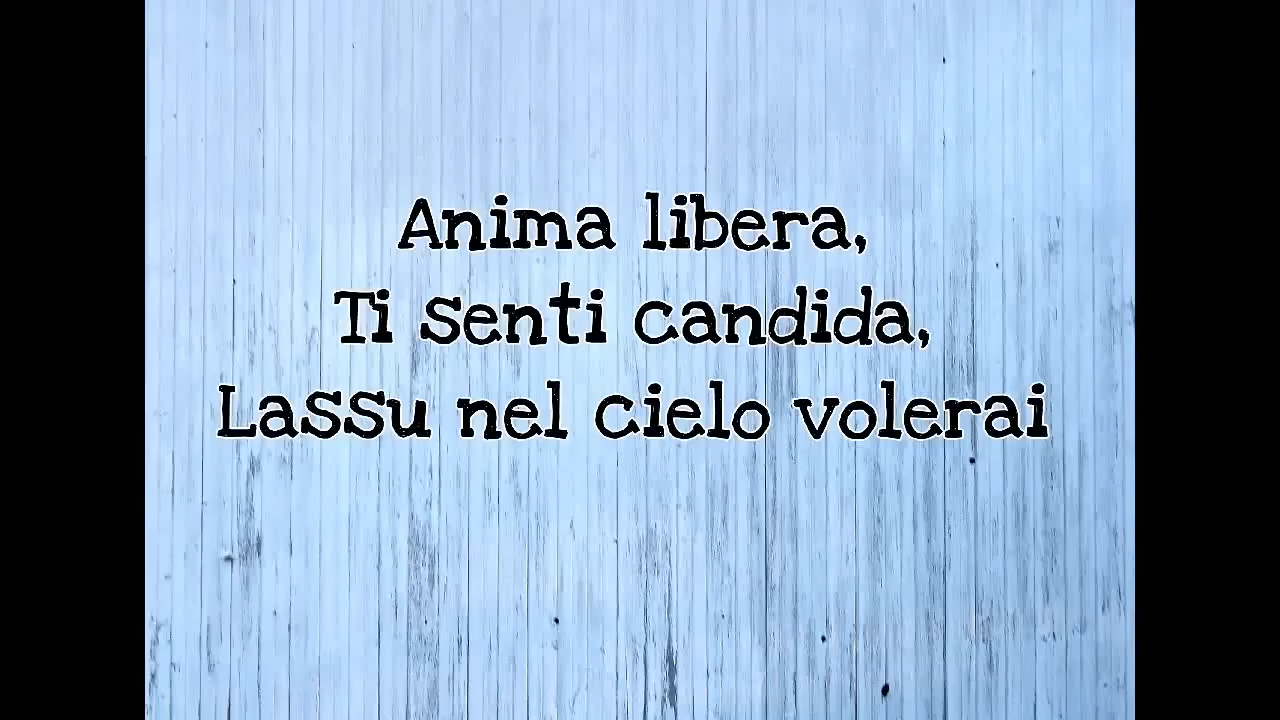 Anima libera,
Ti senti candida,
Lassu nel cielo volerai